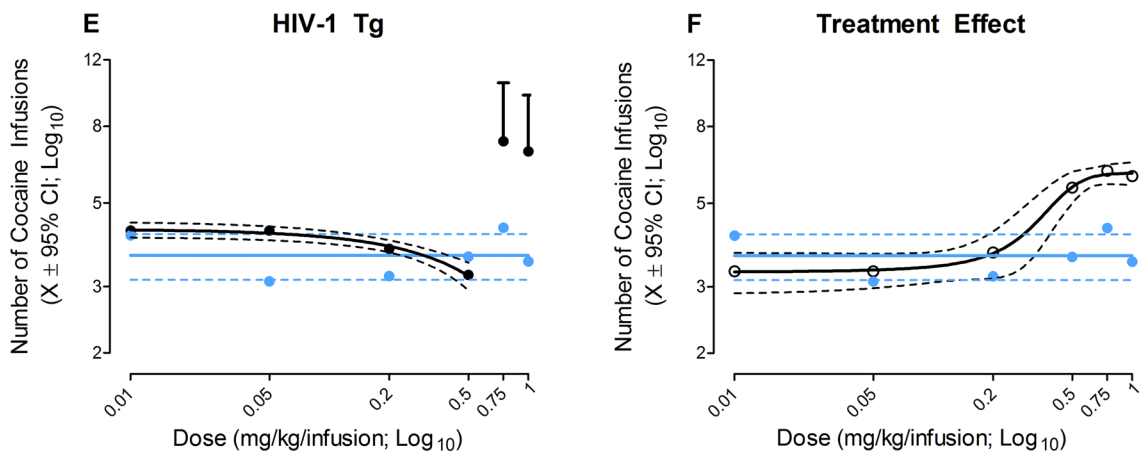 E HIV-1 Tg
Number of Cocaine Infusions
(X ± 95% CI; Log10)
12
8
5
3
2
0.01 0.05 0.2 0.5 0.75 1
Dose (mg/kg/infusion; Log10)
F Treatment Effect
Number of Cocaine Infusions
(X ± 95% CI; Log10)
12
8
5
3
2
0.01 0.05 0.2 0.5 0.75 1
Dose (mg/kg/infusion; Log10)